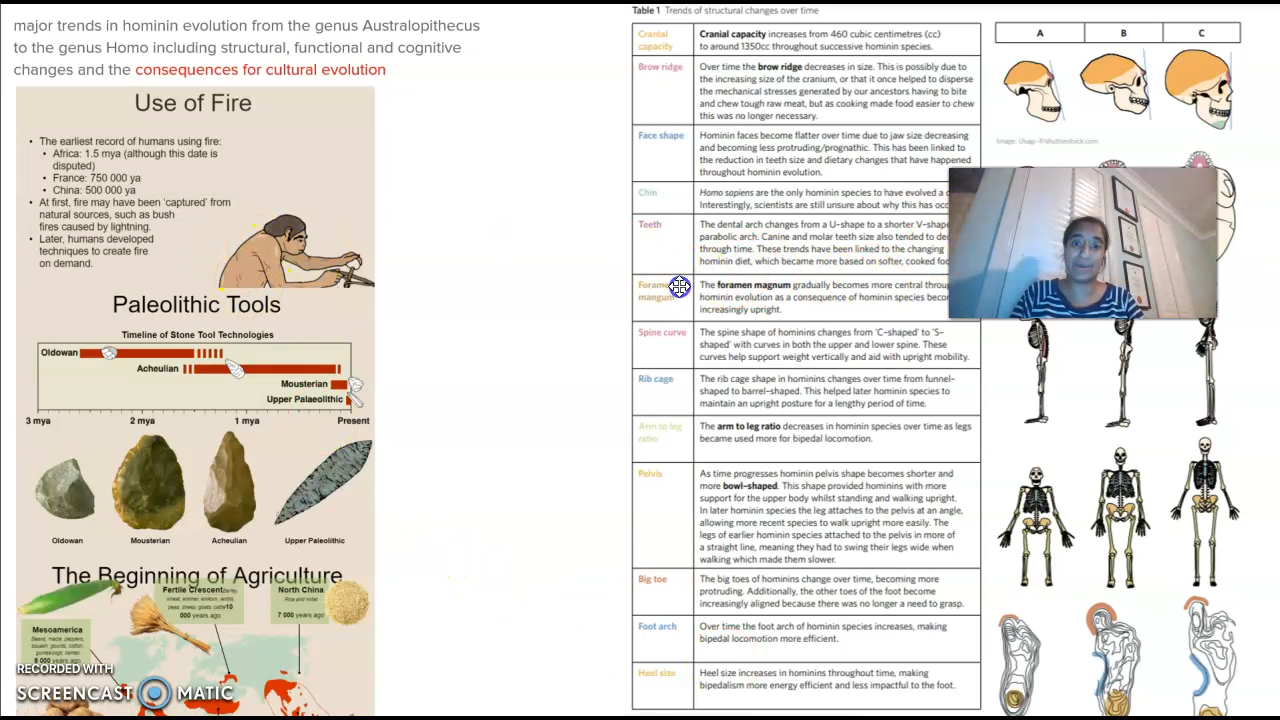 major trends in hominin evolution from the genus Australopithecus
to the genus Homo including structural, functional and cognitive
changes and the consequences for cultural evolution
Use of Fire
• The earliest record of humans using fire:
• Africa: 1.5 mya (although this date is
disputed)
• France: 750 000 ya
• China: 500 000 ya
• At first, fire may have been 'captured' from
natural sources, such as bush
fires caused by lightning.
• Later, humans developed
techniques to create fire
on demand.
Paleolithic Tools
Timeline of Stone Tool Technologies
Oldowan
Acheulian
Mousterian
Upper Palaeolithic
3 mya 2 mya 1 mya Present
Oldowan Mousterian Acheulian Upper Paleolithic
The Beginning of Agriculture
Fertile Crescent
000 years ago
North China
Rice and millet
7 000 years ago
Mesoamerica
8 000 years ago
RECORDED WITH
SCREENCAST MATIC
Table 1 Trends of structural changes over time
Cranial
capacity
Cranial capacity increases from 460 cubic centimetres (cc)
to around 1350cc throughout successive hominin species.
Brow ridge
Over time the brow ridge decreases in size. This is possibly due to
the increasing size of the cranium, or that it once helped to disperse
the mechanical stresses generated by our ancestors having to bite
and chew tough raw meat, but as cooking made food easier to chew
this was no longer necessary.
Face shape
Hominin faces become flatter over time due to jaw size decreasing
and becoming less protruding/prognathic. This has been linked to
the reduction in teeth size and dietary changes that have happened
throughout hominin evolution.
Chin
Homo sapiens are the only hominin species to have evolved a
Interestingly, scientists are still unsure about why this has occ
Teeth
The dental arch changes from a U-shape to a shorter V-shape
parabolic arch. Canine and molar teeth size also tended to de
through time. These trends have been linked to the changing
hominin diet, which became more based on softer, cooked foo
mangum
The foramen magnum gradually becomes more central throu
hominin evolution as a consequence of hominin species becom
increasingly upright.
Spine curve
The spine shape of hominins changes from 'C-shaped' to 'S-
shaped' with curves in both the upper and lower spine. These
curves help support weight vertically and aid with upright mobility.
Rib cage
The rib cage shape in hominins changes over time from funnel-
shaped to barrel-shaped. This helped later hominin species to
maintain an upright posture for a lengthy period of time.
Arm to leg
ratio
The arm to leg ratio decreases in hominin species over time as legs
became used more for bipedal locomotion.
Pelvis
As time progresses hominin pelvis shape becomes shorter and
more bowl-shaped. This shape provided hominins with more
support for the upper body whilst standing and walking upright.
In later hominin species the leg attaches to the pelvis at an angle,
allowing more recent species to walk upright more easily. The
legs of earlier hominin species attached to the pelvis in more of
a straight line, meaning they had to swing their legs wide when
walking which made them slower.
Big toe
The big toes of hominins change over time, becoming more
protruding. Additionally, the other toes of the foot become
increasingly aligned because there was no longer a need to grasp.
Foot arch
Over time the foot arch of hominin species increases, making
bipedal locomotion more efficient.
Heel size
Heel size increases in hominins throughout time, making
bipedalism more energy efficient and less impactful to the foot.
A B C